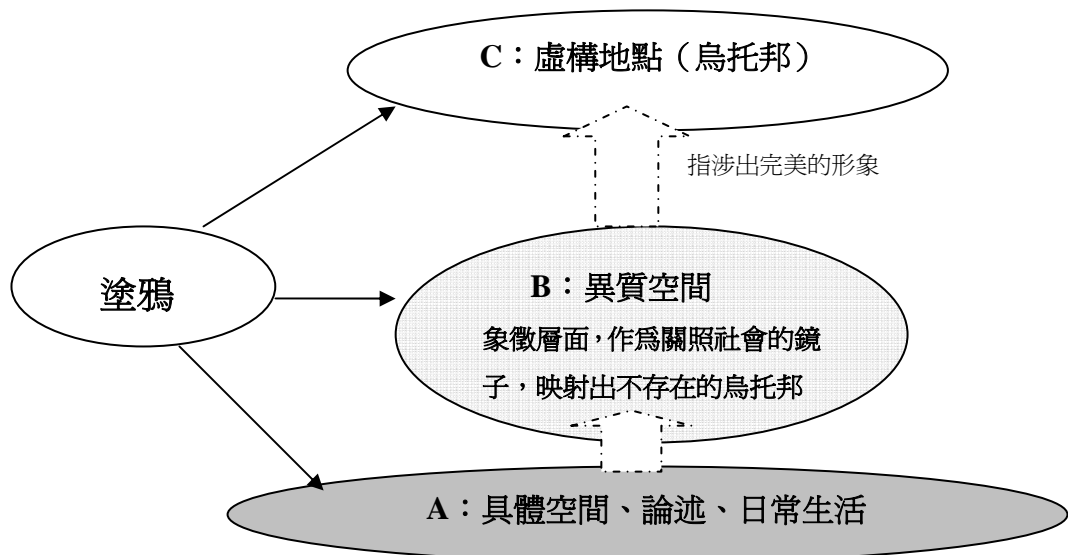 C：虛構地點（烏托邦）
指涉出完美的形象
塗鴉
B：異質空間
象徵層面，作為關照社會的鏡
子，映射出不存在的烏托邦
A：具體空間、論述、日常生活